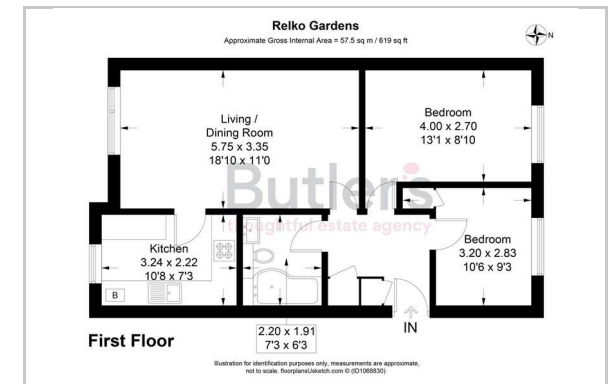 Relko Gardens
Approximate Gross Internal Area = 57.5 sq m / 619 sq ft
N
Living /
Dining Room
5.75 x 3.35
18'10 x 11'0
Bedroom
4.00 x 2.70
13'1 x 8'10
Butler's
thoughtful estate agency
Kitchen
3.24 x 2.22
10'8 x 7'3
B
Bedroom
3.20 x 2.83
10'6 x 9'3
2.20 x 1.91
7'3 x 6'3
IN
First Floor
Illustration for identification purposes only, measurements are approximate,
not to scale. floorplansUsketch.com © (ID1068830)